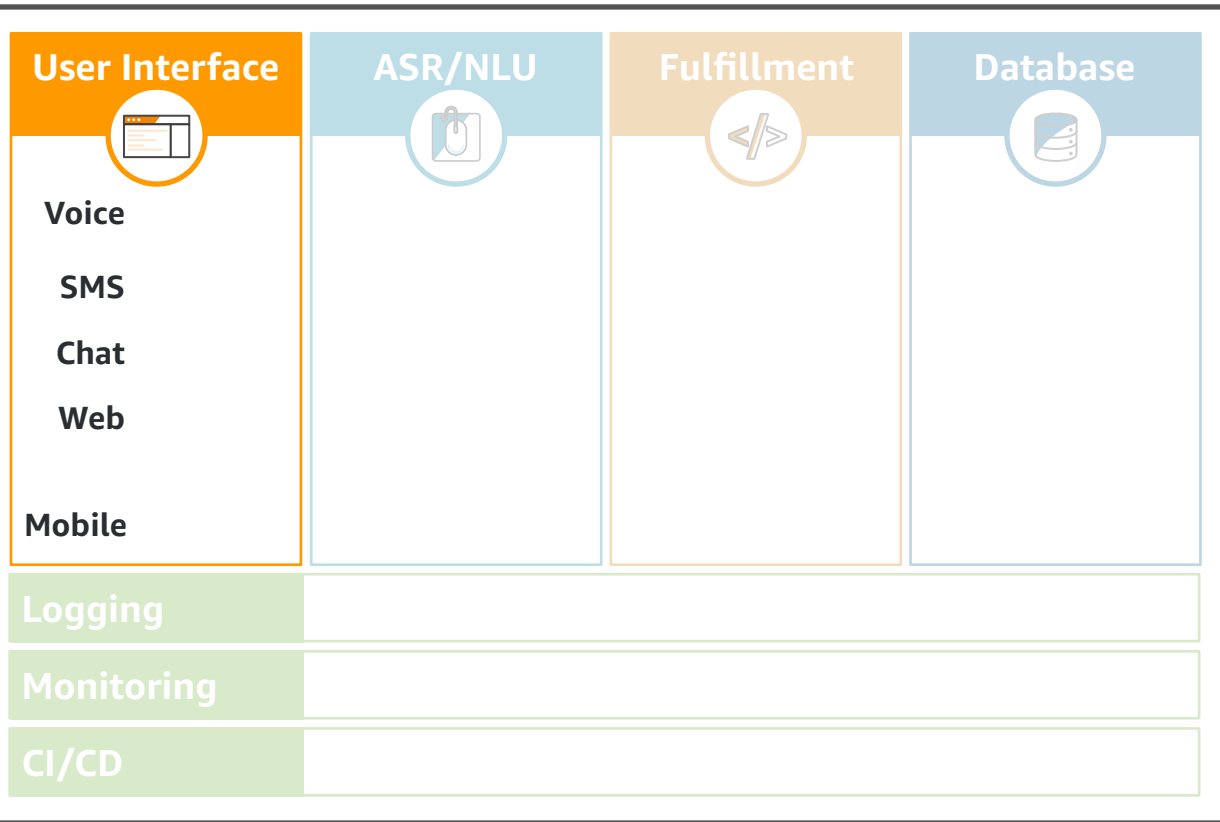 User Interface
ASR/NLU
Fulfillment
Database
</>
Voice
SMS
Chat
Web
Mobile
Logging
Monitoring
CI/CD